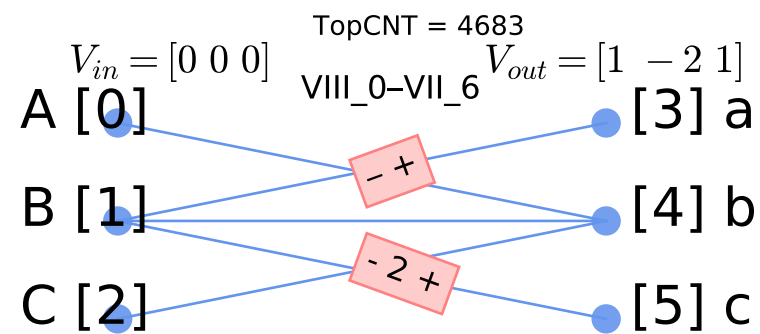 TopCNT = 4683
V_in = [0 0 0]
V_out = [1 − 2 1]
VIII_0–VII_6
A [0]
[3] a
− +
B [1]
[4] b
- 2 +
C [2]
[5] c